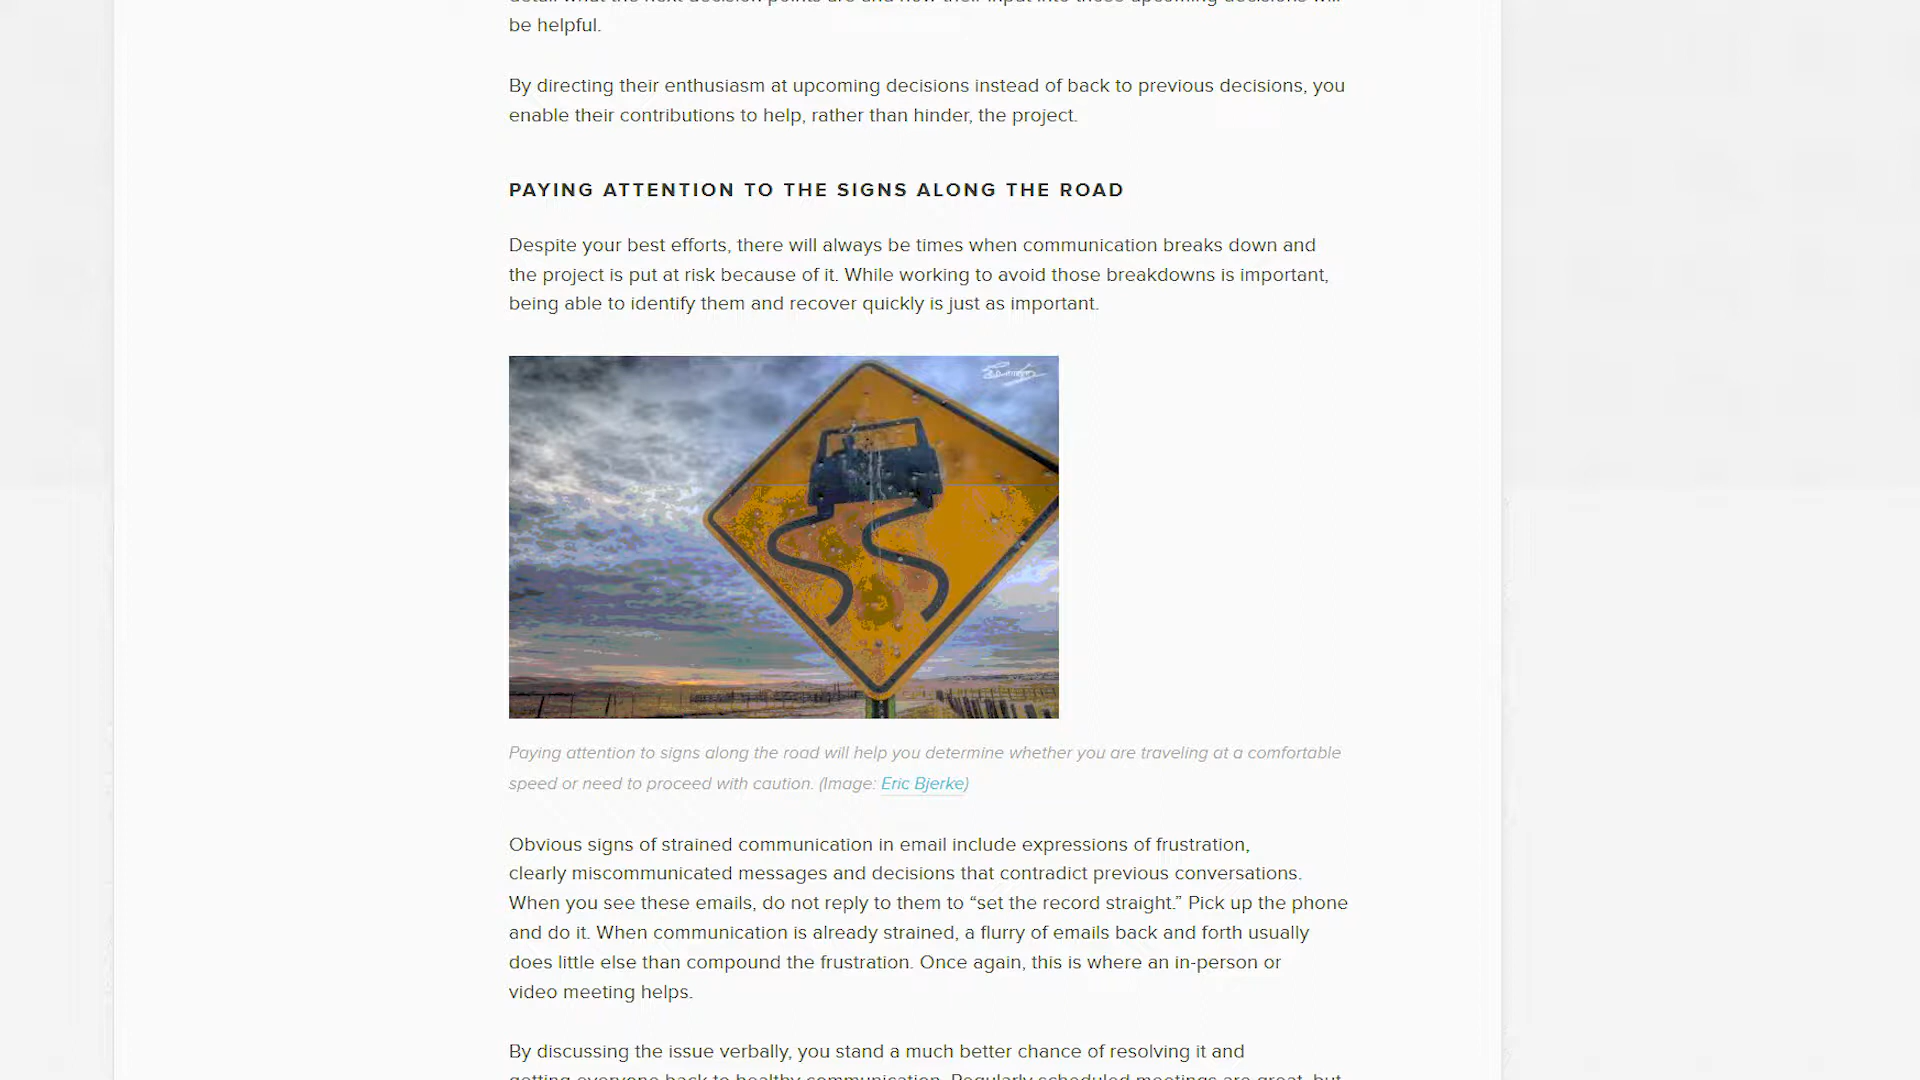 be helpful.
By directing their enthusiasm at upcoming decisions instead of back to previous decisions, you
enable their contributions to help, rather than hinder, the project.
PAYING ATTENTION TO THE SIGNS ALONG THE ROAD
Despite your best efforts, there will always be times when communication breaks down and
the project is put at risk because of it. While working to avoid those breakdowns is important,
being able to identify them and recover quickly is just as important.
Paying attention to signs along the road will help you determine whether you are traveling at a comfortable
speed or need to proceed with caution. (Image: Eric Bjerke)
Obvious signs of strained communication in email include expressions of frustration,
clearly miscommunicated messages and decisions that contradict previous conversations.
When you see these emails, do not reply to them to “set the record straight.” Pick up the phone
and do it. When communication is already strained, a flurry of emails back and forth usually
does little else than compound the frustration. Once again, this is where an in-person or
video meeting helps.
By discussing the issue verbally, you stand a much better chance of resolving it and